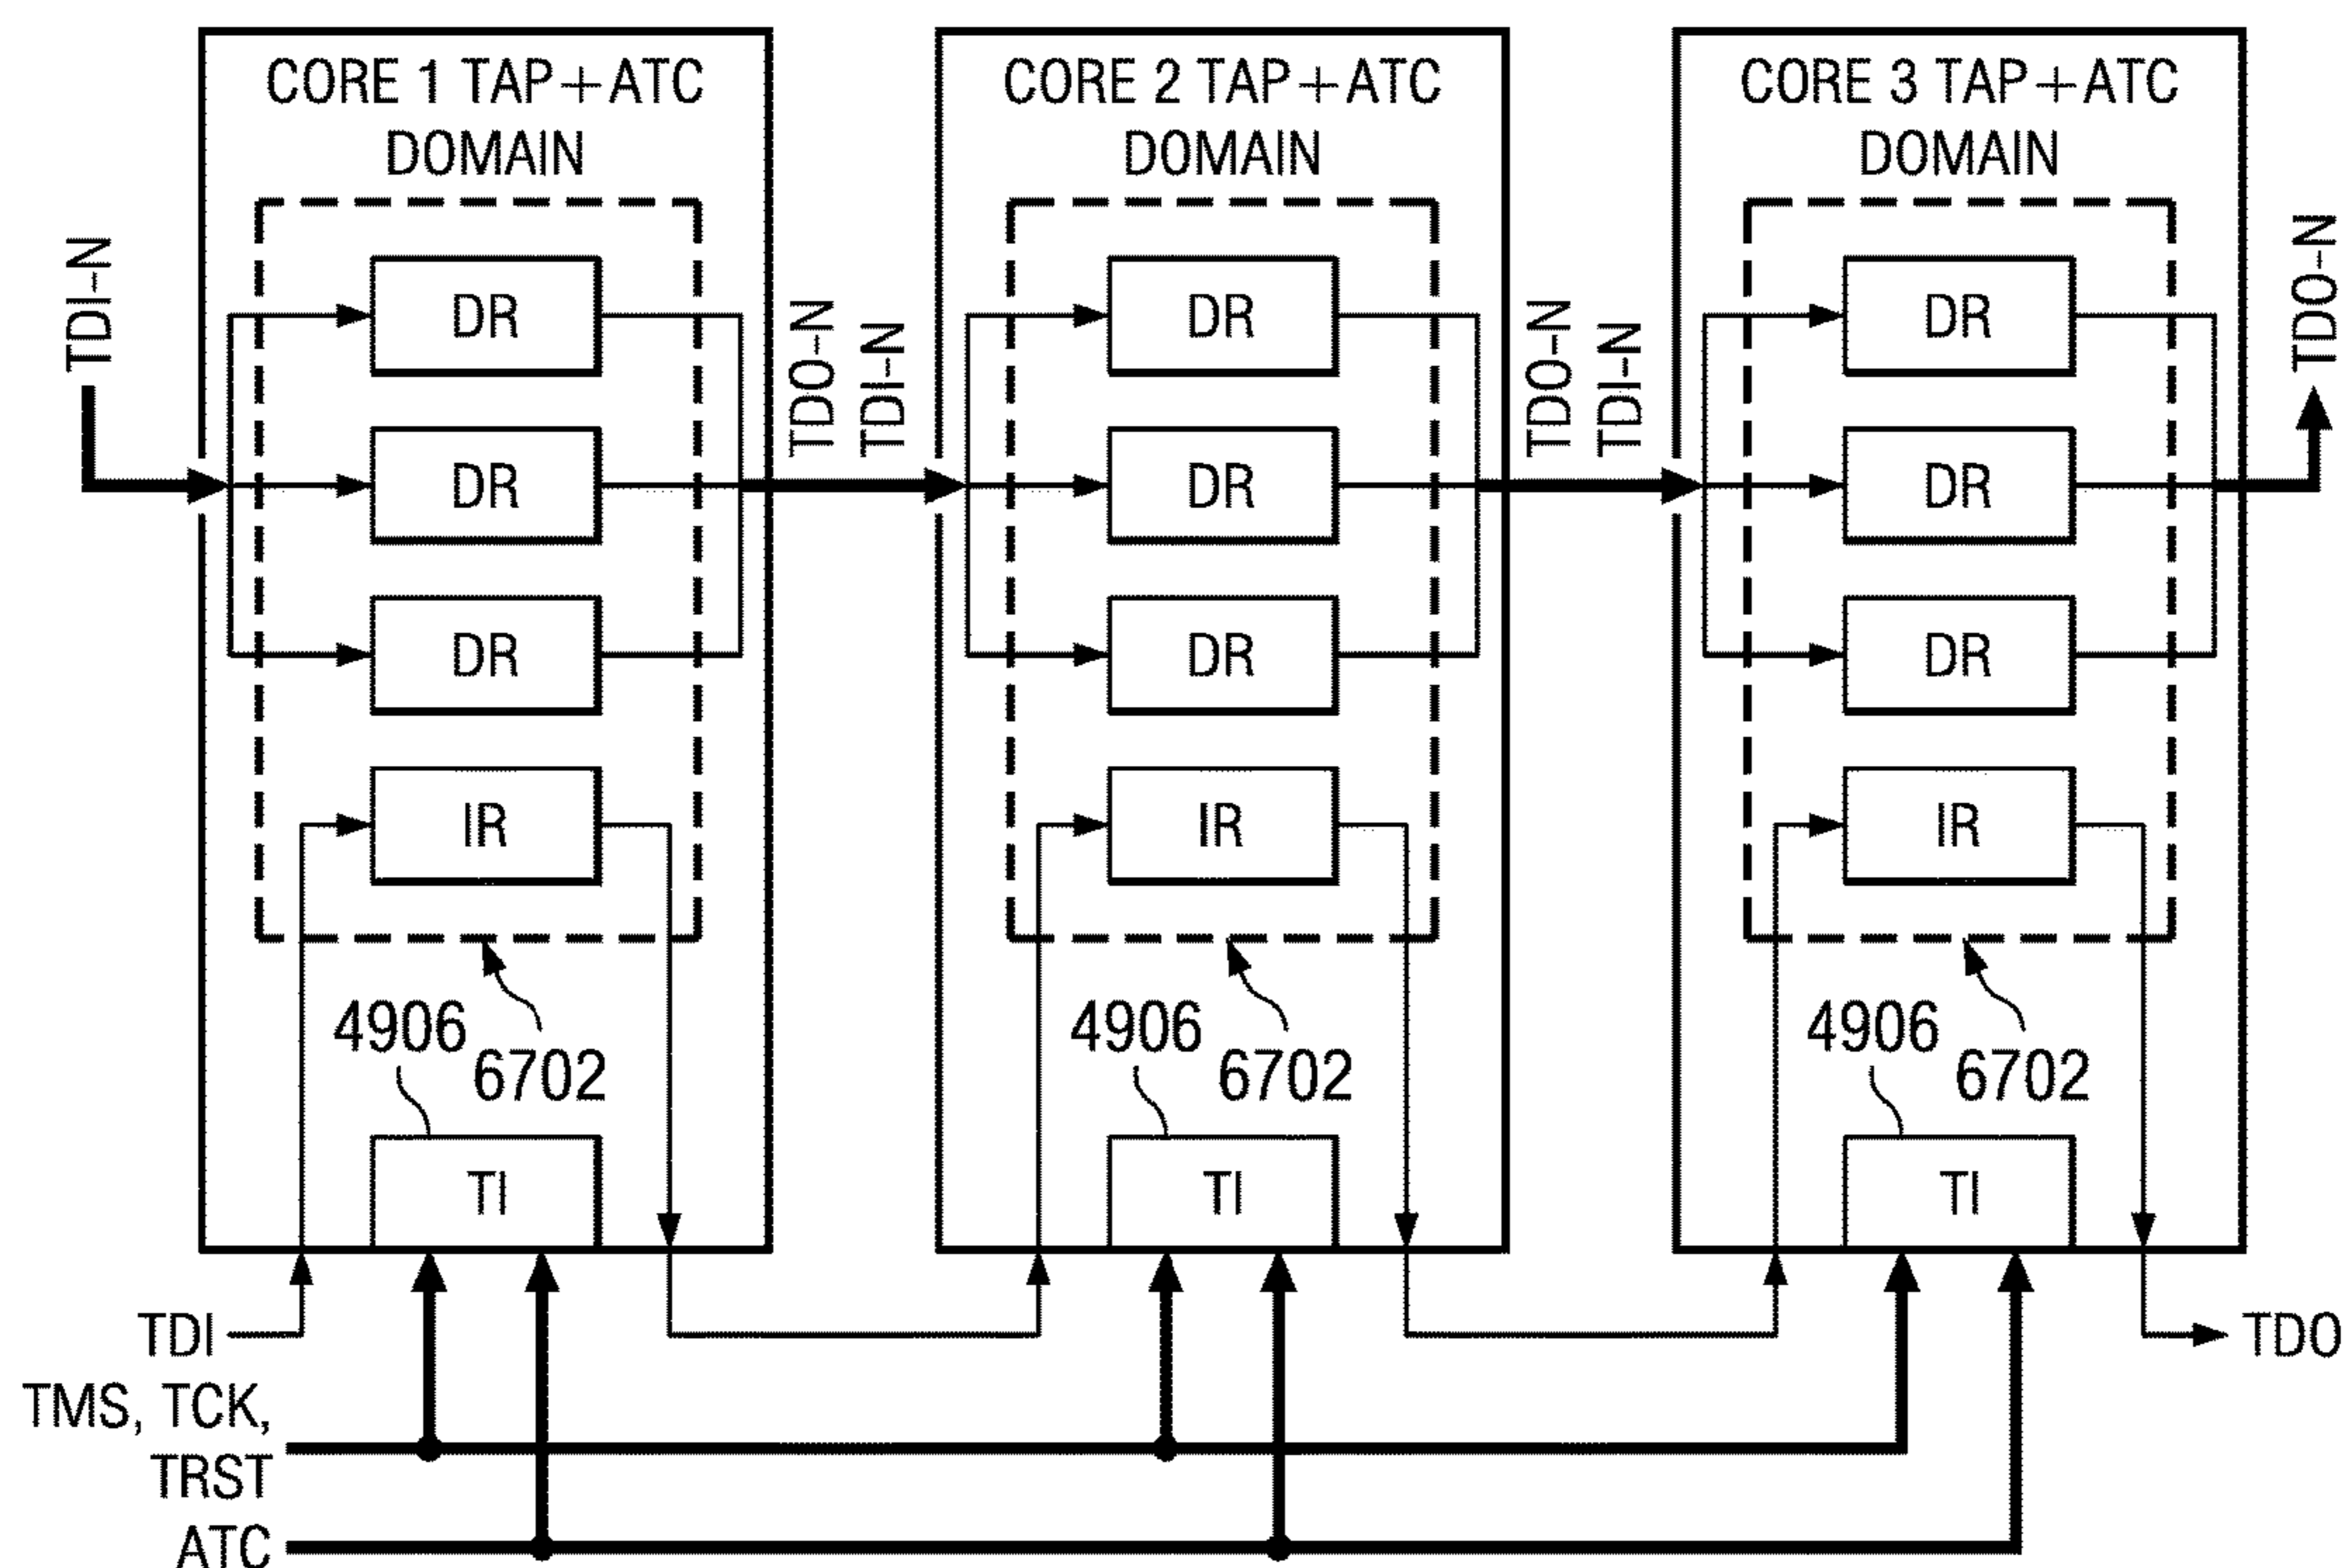 CORE 1 TAP+ATC
DOMAIN
CORE 2 TAP+ATC
DOMAIN
CORE 3 TAP+ATC
DOMAIN
TDI-N
DR
DR
DR
IR
TDO-N
TDI-N
DR
DR
DR
IR
TDO-N
TDI-N
DR
DR
DR
IR
TDO-N
4906
6702
4906
6702
4906
6702
TI
TI
TI
TDI
TDO
TMS, TCK,
TRST
ATC